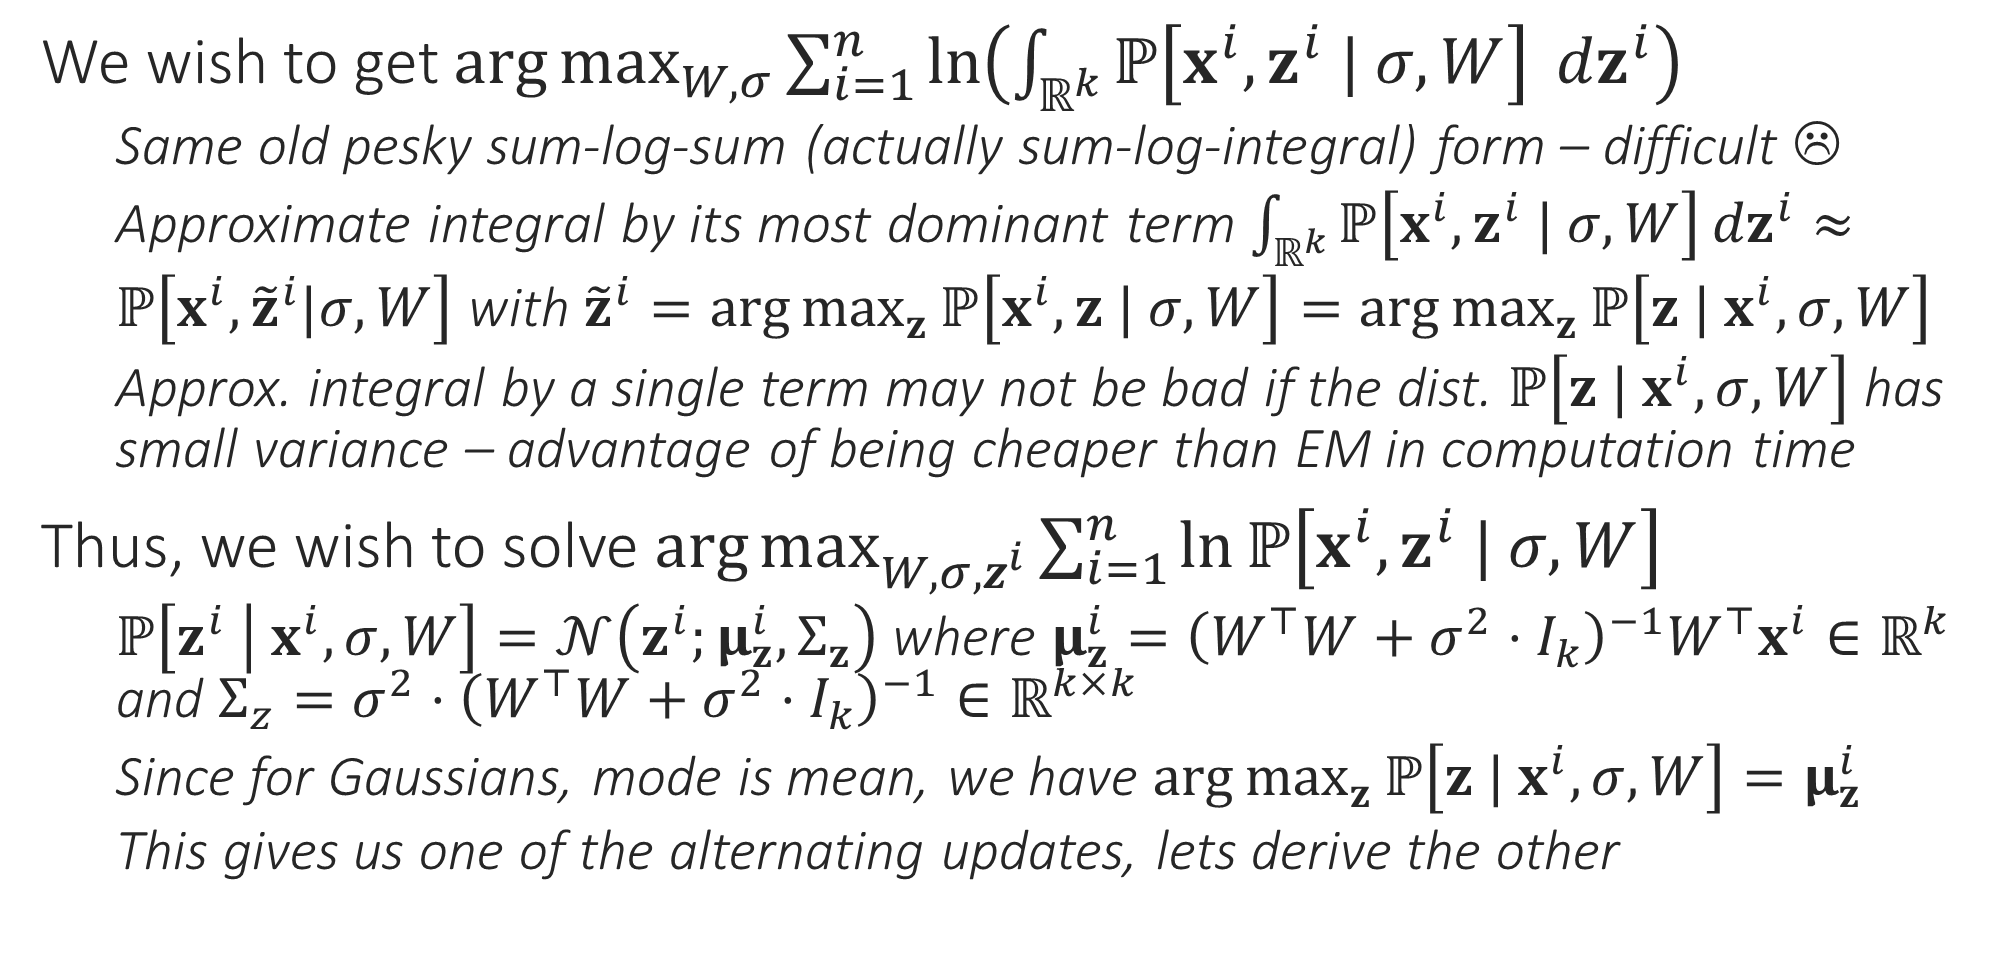 We wish to get arg max_{W,σ} ∑_{i=1}^{n} ln(∫_{ℝ^k} ℙ[𝐱^i, 𝐳^i | σ, W] d𝐳^i)
Same old pesky sum-log-sum (actually sum-log-integral) form – difficult ☹
Approximate integral by its most dominant term ∫_{ℝ^k} ℙ[𝐱^i, 𝐳^i | σ, W] d𝐳^i ≈
ℙ[𝐱^i, 𝐳̃^i|σ, W] with 𝐳̃^i = arg max_𝐳 ℙ[𝐱^i, 𝐳 | σ, W] = arg max_𝐳 ℙ[𝐳 | 𝐱^i, σ, W]
Approx. integral by a single term may not be bad if the dist. ℙ[𝐳 | 𝐱^i, σ, W] has
small variance – advantage of being cheaper than EM in computation time
Thus, we wish to solve arg max_{W,σ,𝒛^i} ∑_{i=1}^{n} ln ℙ[𝐱^i, 𝐳^i | σ, W]
ℙ[𝐳^i | 𝐱^i, σ, W] = 𝒩(𝐳^i; 𝛍_𝐳^i, Σ_𝐳) where 𝛍_𝐳^i = (W^⊤W + σ^2 · I_k)^{−1}W^⊤𝐱^i ∈ ℝ^k
and Σ_z = σ^2 · (W^⊤W + σ^2 · I_k)^{−1} ∈ ℝ^{k×k}
Since for Gaussians, mode is mean, we have arg max_𝐳 ℙ[𝐳 | 𝐱^i, σ, W] = 𝛍_𝐳^i
This gives us one of the alternating updates, lets derive the other